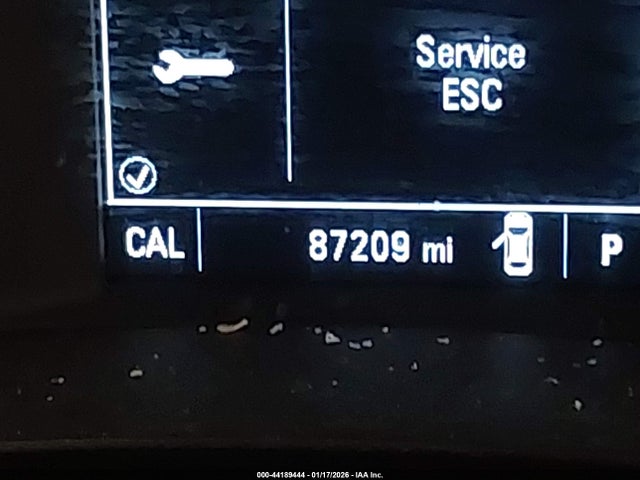 Service
ESC
CAL 87209 mi P
000-44189444 - 01/17/2026 - IAA Inc.